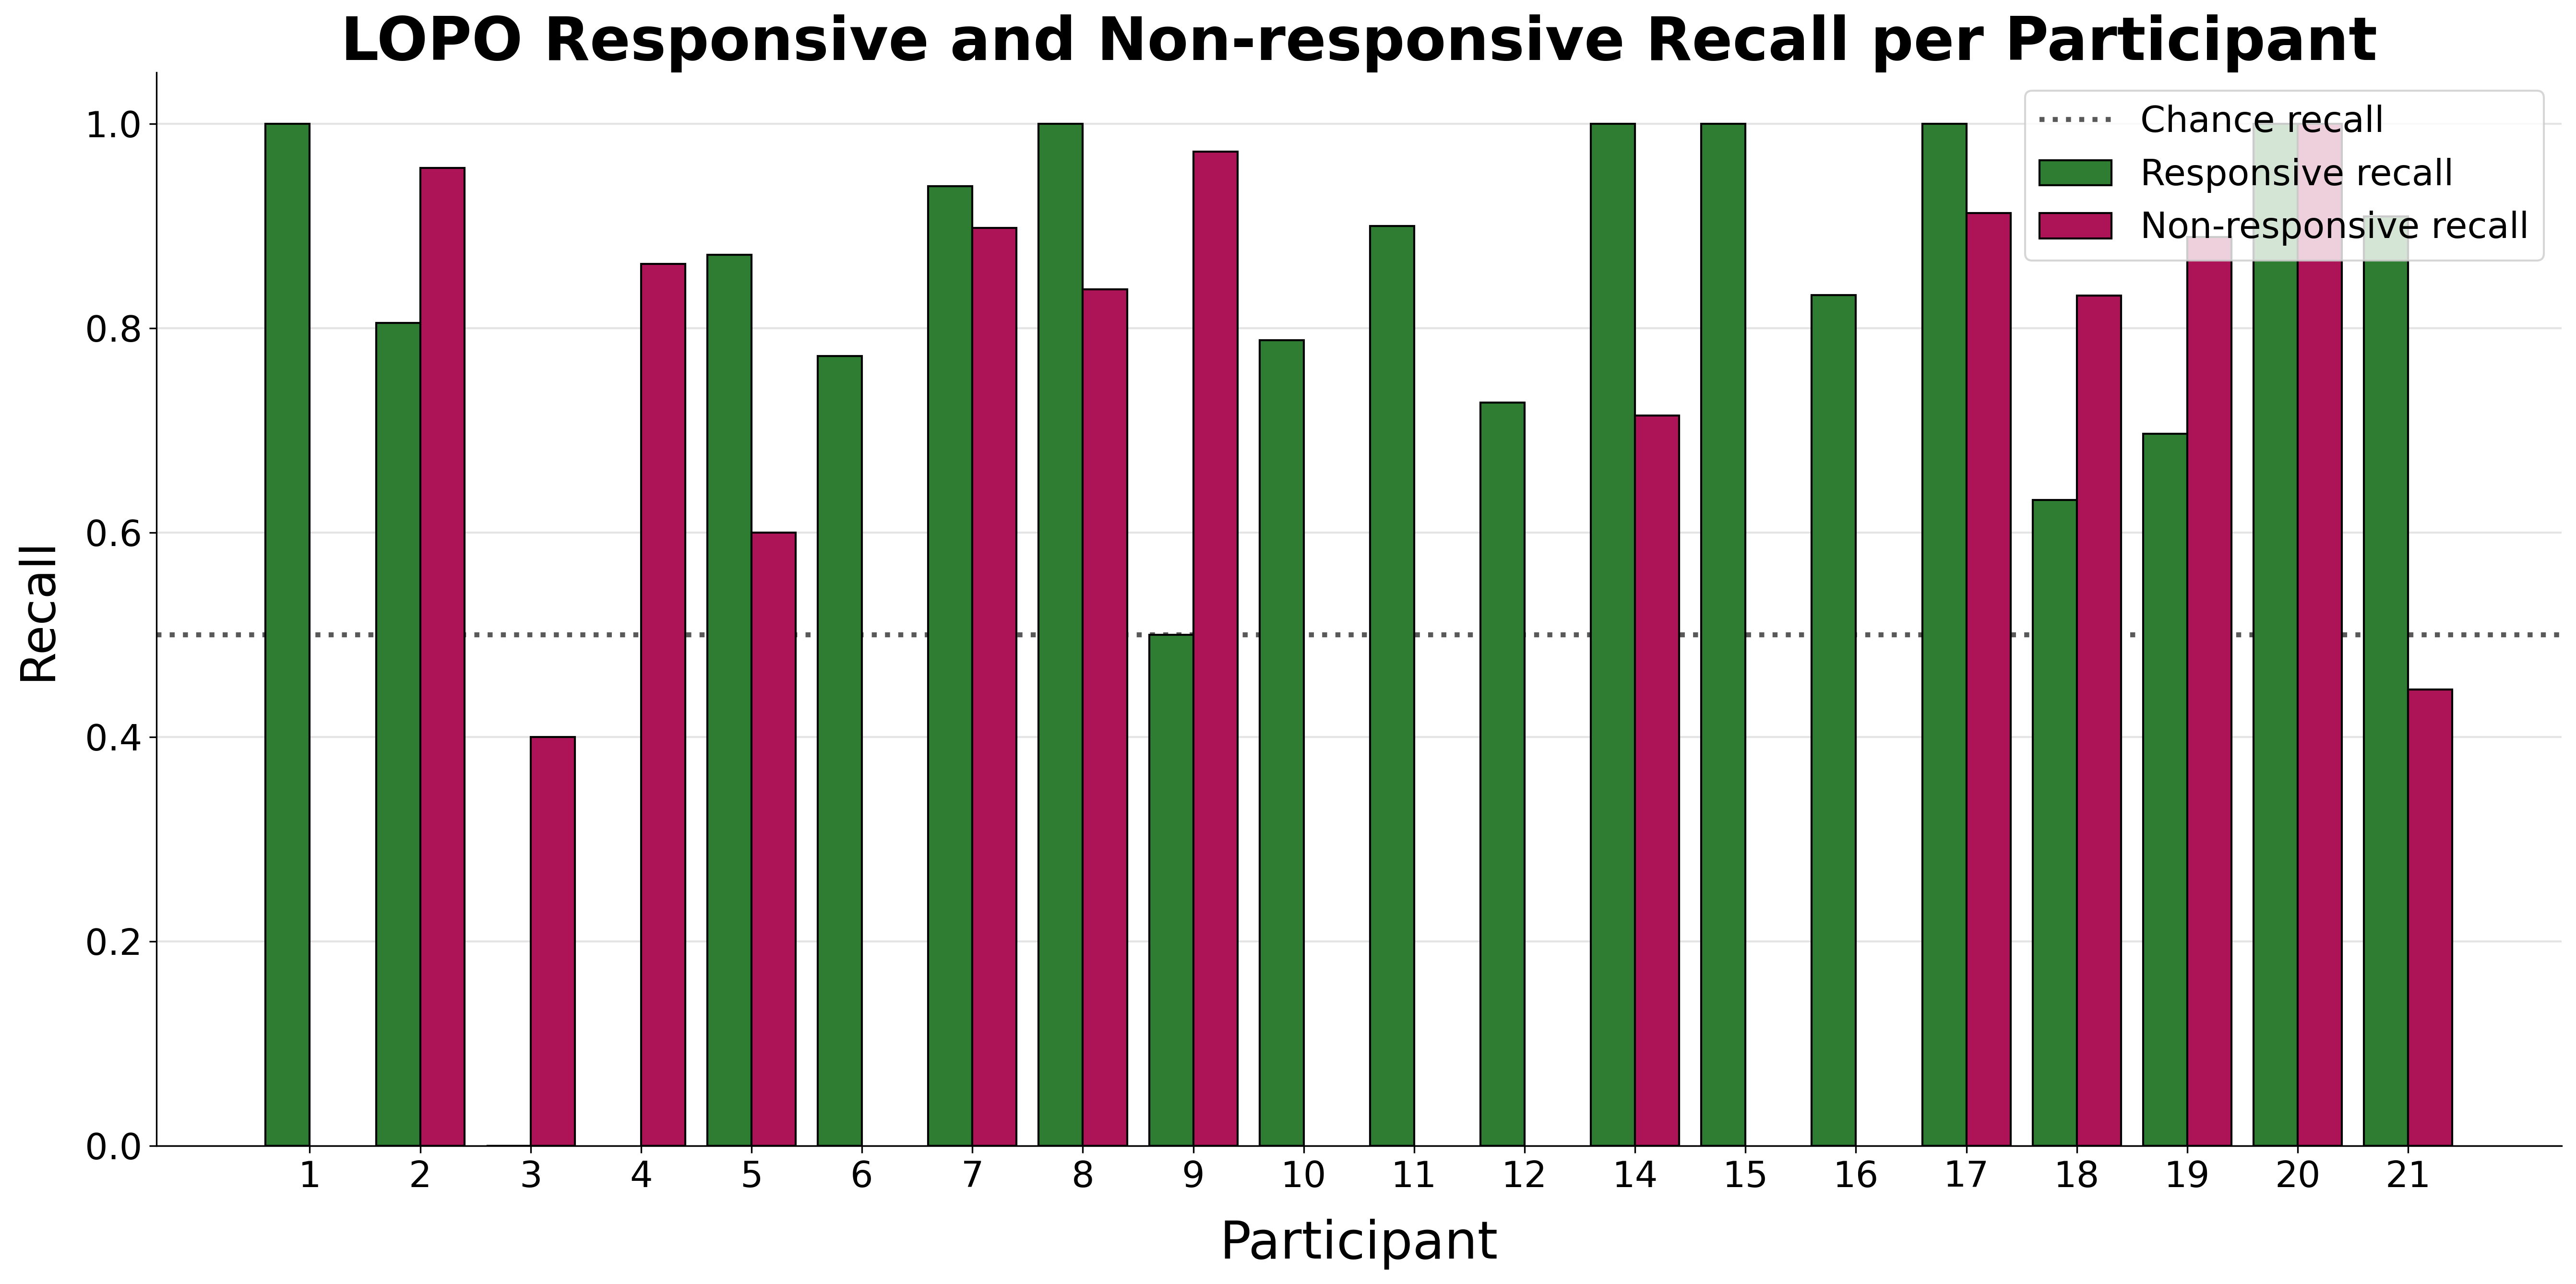 LOPO Responsive and Non-responsive Recall per Participant
Chance recall
Responsive recall
Non-responsive recall
Recall
1.0
0.8
0.6
0.4
0.2
0.0
1 2 3 4 5 6 7 8 9 10 11 12 14 15 16 17 18 19 20 21
Participant